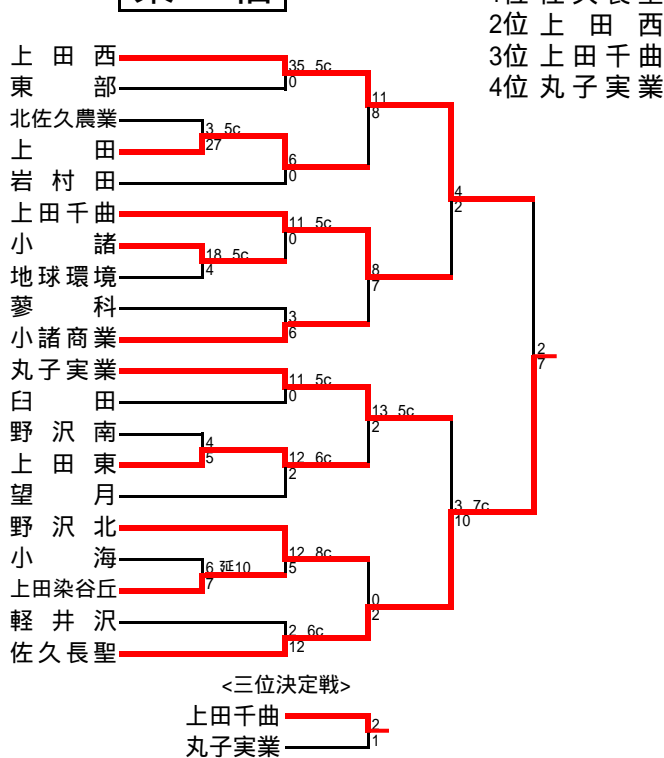 2位 上 田 西
3位 上田千曲
4位 丸子実業
上 田 西
35 5c
東 部
0
11
北佐久農業
8
3 5c
上 田
27
6
岩 村 田
0
4
上田千曲
2
11 5c
小 諸
0
18 5c
地球環境
4
8
7
蓼 科
3
小諸商業
6
2
丸子実業
7
11 5c
臼 田
0
13 5c
野 沢 南
2
4
上 田 東
5
12 6c
望 月
2
3 7c
野 沢 北
10
12 8c
小 海
5
6 延10
上田染谷丘
7
0
軽 井 沢
2
2 6c
佐久長聖
12
<三位決定戦>
上田千曲
2
丸子実業
1